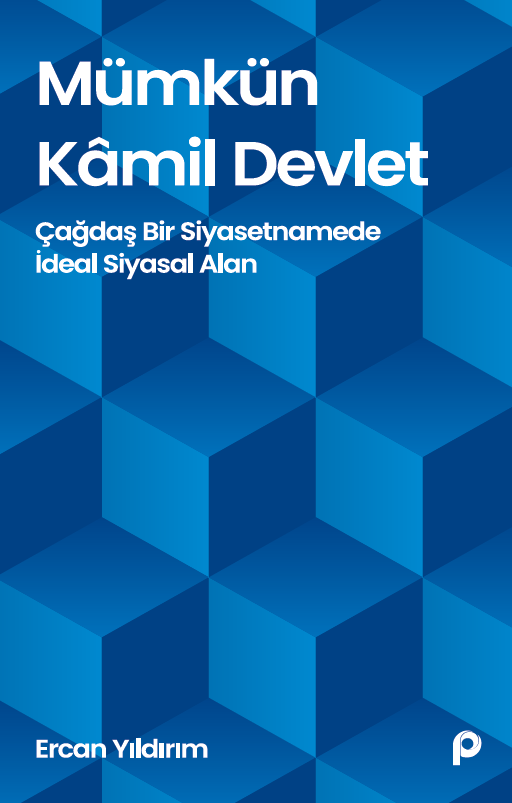 Mümkün
Kâmil Devlet
Çağdaş Bir Siyasetnamede
İdeal Siyasal Alan
Ercan Yıldırım
p